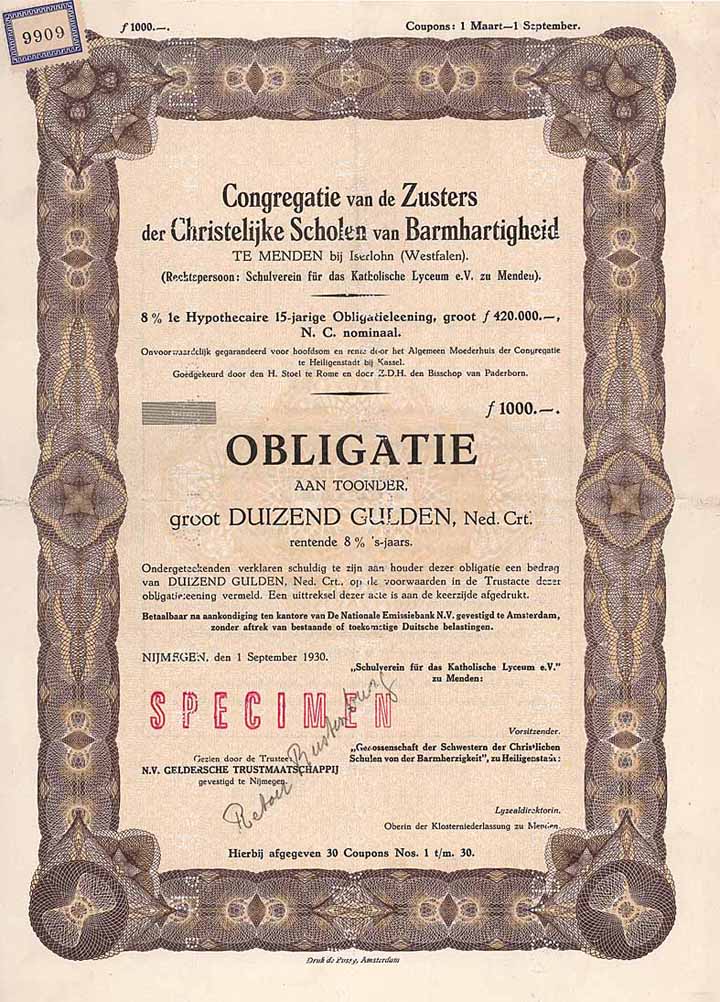 9909
ƒ 1000.—.
Coupons: 1 Maart—1 September.
SPECIMEN
Congregatie van de Zusters
der Christelijke Scholen van Barmhartigheid
TE MENDEN bij Iserlohn (Westfalen).
(Rechtspersoon: Schulverein für das Katholische Lyceum e.V. zu Menden).
8 % 1e Hypothecaire 15-jarige Obligatieleening, groot ƒ 420.000.—,
N. C. nominaal.
Onvoorwaardelijk gegarandeerd voor hoofdsom en rente door het Algemeen Moederhuis der Congregatie
te Heiligenstadt bij Kassel.
Goedgekeurd door den H. Stoel te Rome en door Z.D.H. den Bisschop van Paderborn.
ƒ 1000.—.
OBLIGATIE
AAN TOONDER,
groot DUIZEND GULDEN, Ned. Crt.
rentende 8 % 's-jaars.
Ondergeteekenden verklaren schuldig te zijn aan houder dezer obligatie een bedrag
van DUIZEND GULDEN, Ned. Crt., op de voorwaarden in de Trustacte dezer
obligatieleening vermeld. Een uittreksel dezer acte is aan de keerzijde afgedrukt.
Betaalbaar na aankondiging ten kantore van De Nationale Emissiebank N.V. gevestigd te Amsterdam,
zonder aftrek van bestaande of toekomstige Duitsche belastingen.
NIJMEGEN, den 1 September 1930.
„Schulverein für das Katholische Lyceum e.V."
zu Menden:
SPECIMEN
Vorsitzender.
Gezien door de Trustee:
N.V. GELDERSCHE TRUSTMAATSCHAPPIJ
gevestigd te Nijmegen.
„Genossenschaft der Schwestern der Christlichen
Schulen von der Barmherzigkeit", zu Heiligenstadt:
Lyzealdirektorin.
Oberin der Klosterniederlassung zu Menden.
Hierbij afgegeven 30 Coupons Nos. 1 t/m. 30.
SPECIMEN
Druk de Bussy, Amsterdam